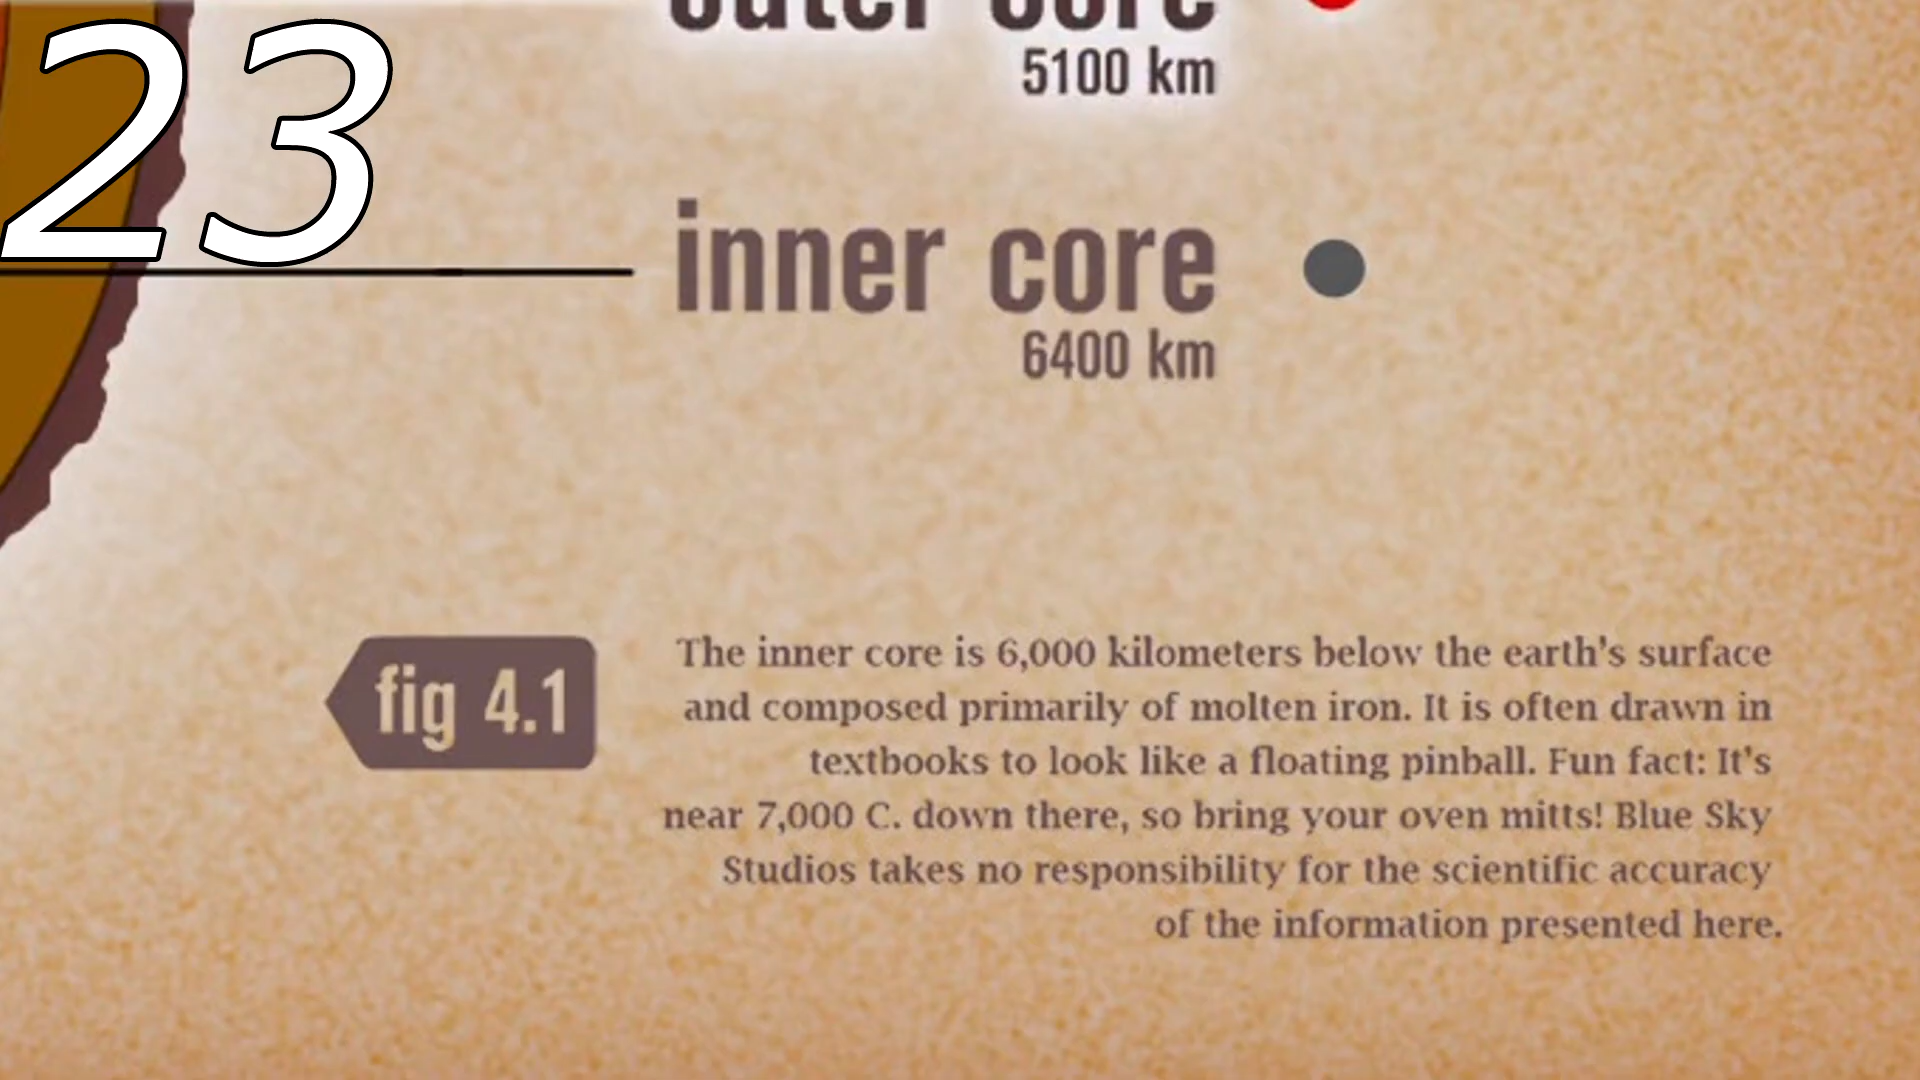 23
outer core
5100 km
inner core
6400 km
fig 4.1
The inner core is 6,000 kilometers below the earth's surface
and composed primarily of molten iron. It is often drawn in
textbooks to look like a floating pinball. Fun fact: It's
near 7,000 C. down there, so bring your oven mitts! Blue Sky
Studios takes no responsibility for the scientific accuracy
of the information presented here.